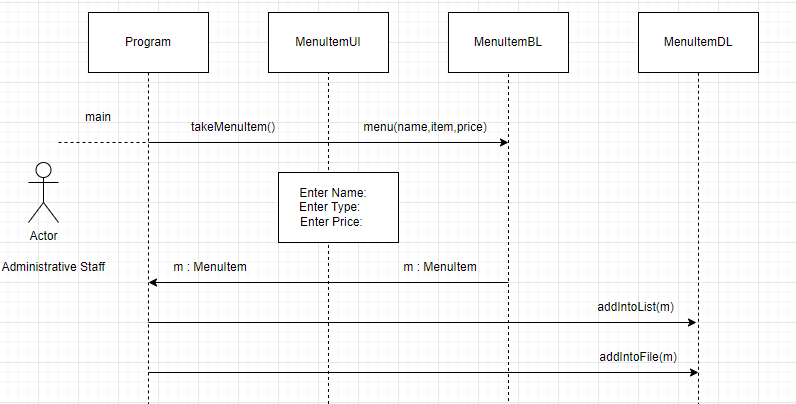 Program
MenuItemUI
MenuItemBL
MenuItemDL
main
takeMenuItem()
menu(name,item,price)
Enter Name:
Enter Type:
Enter Price:
Actor
Administrative Staff
m : MenuItem
m : MenuItem
addIntoList(m)
addIntoFile(m)